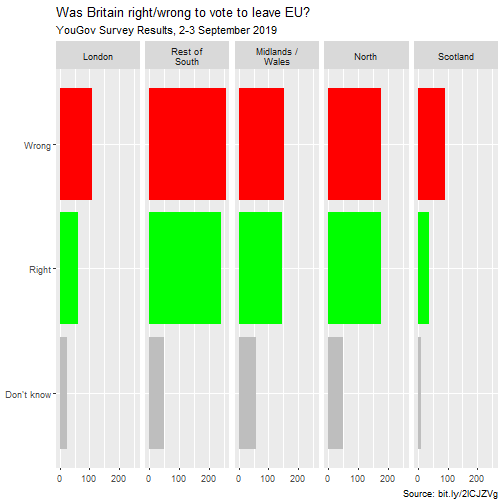 Was Britain right/wrong to vote to leave EU?
YouGov Survey Results, 2-3 September 2019
London
Rest of
South
Midlands /
Wales
North
Scotland
Wrong
Right
Don't know
0 100 200 0 100 200 0 100 200 0 100 200 0 100 200
Source: bit.ly/2lCJZVg